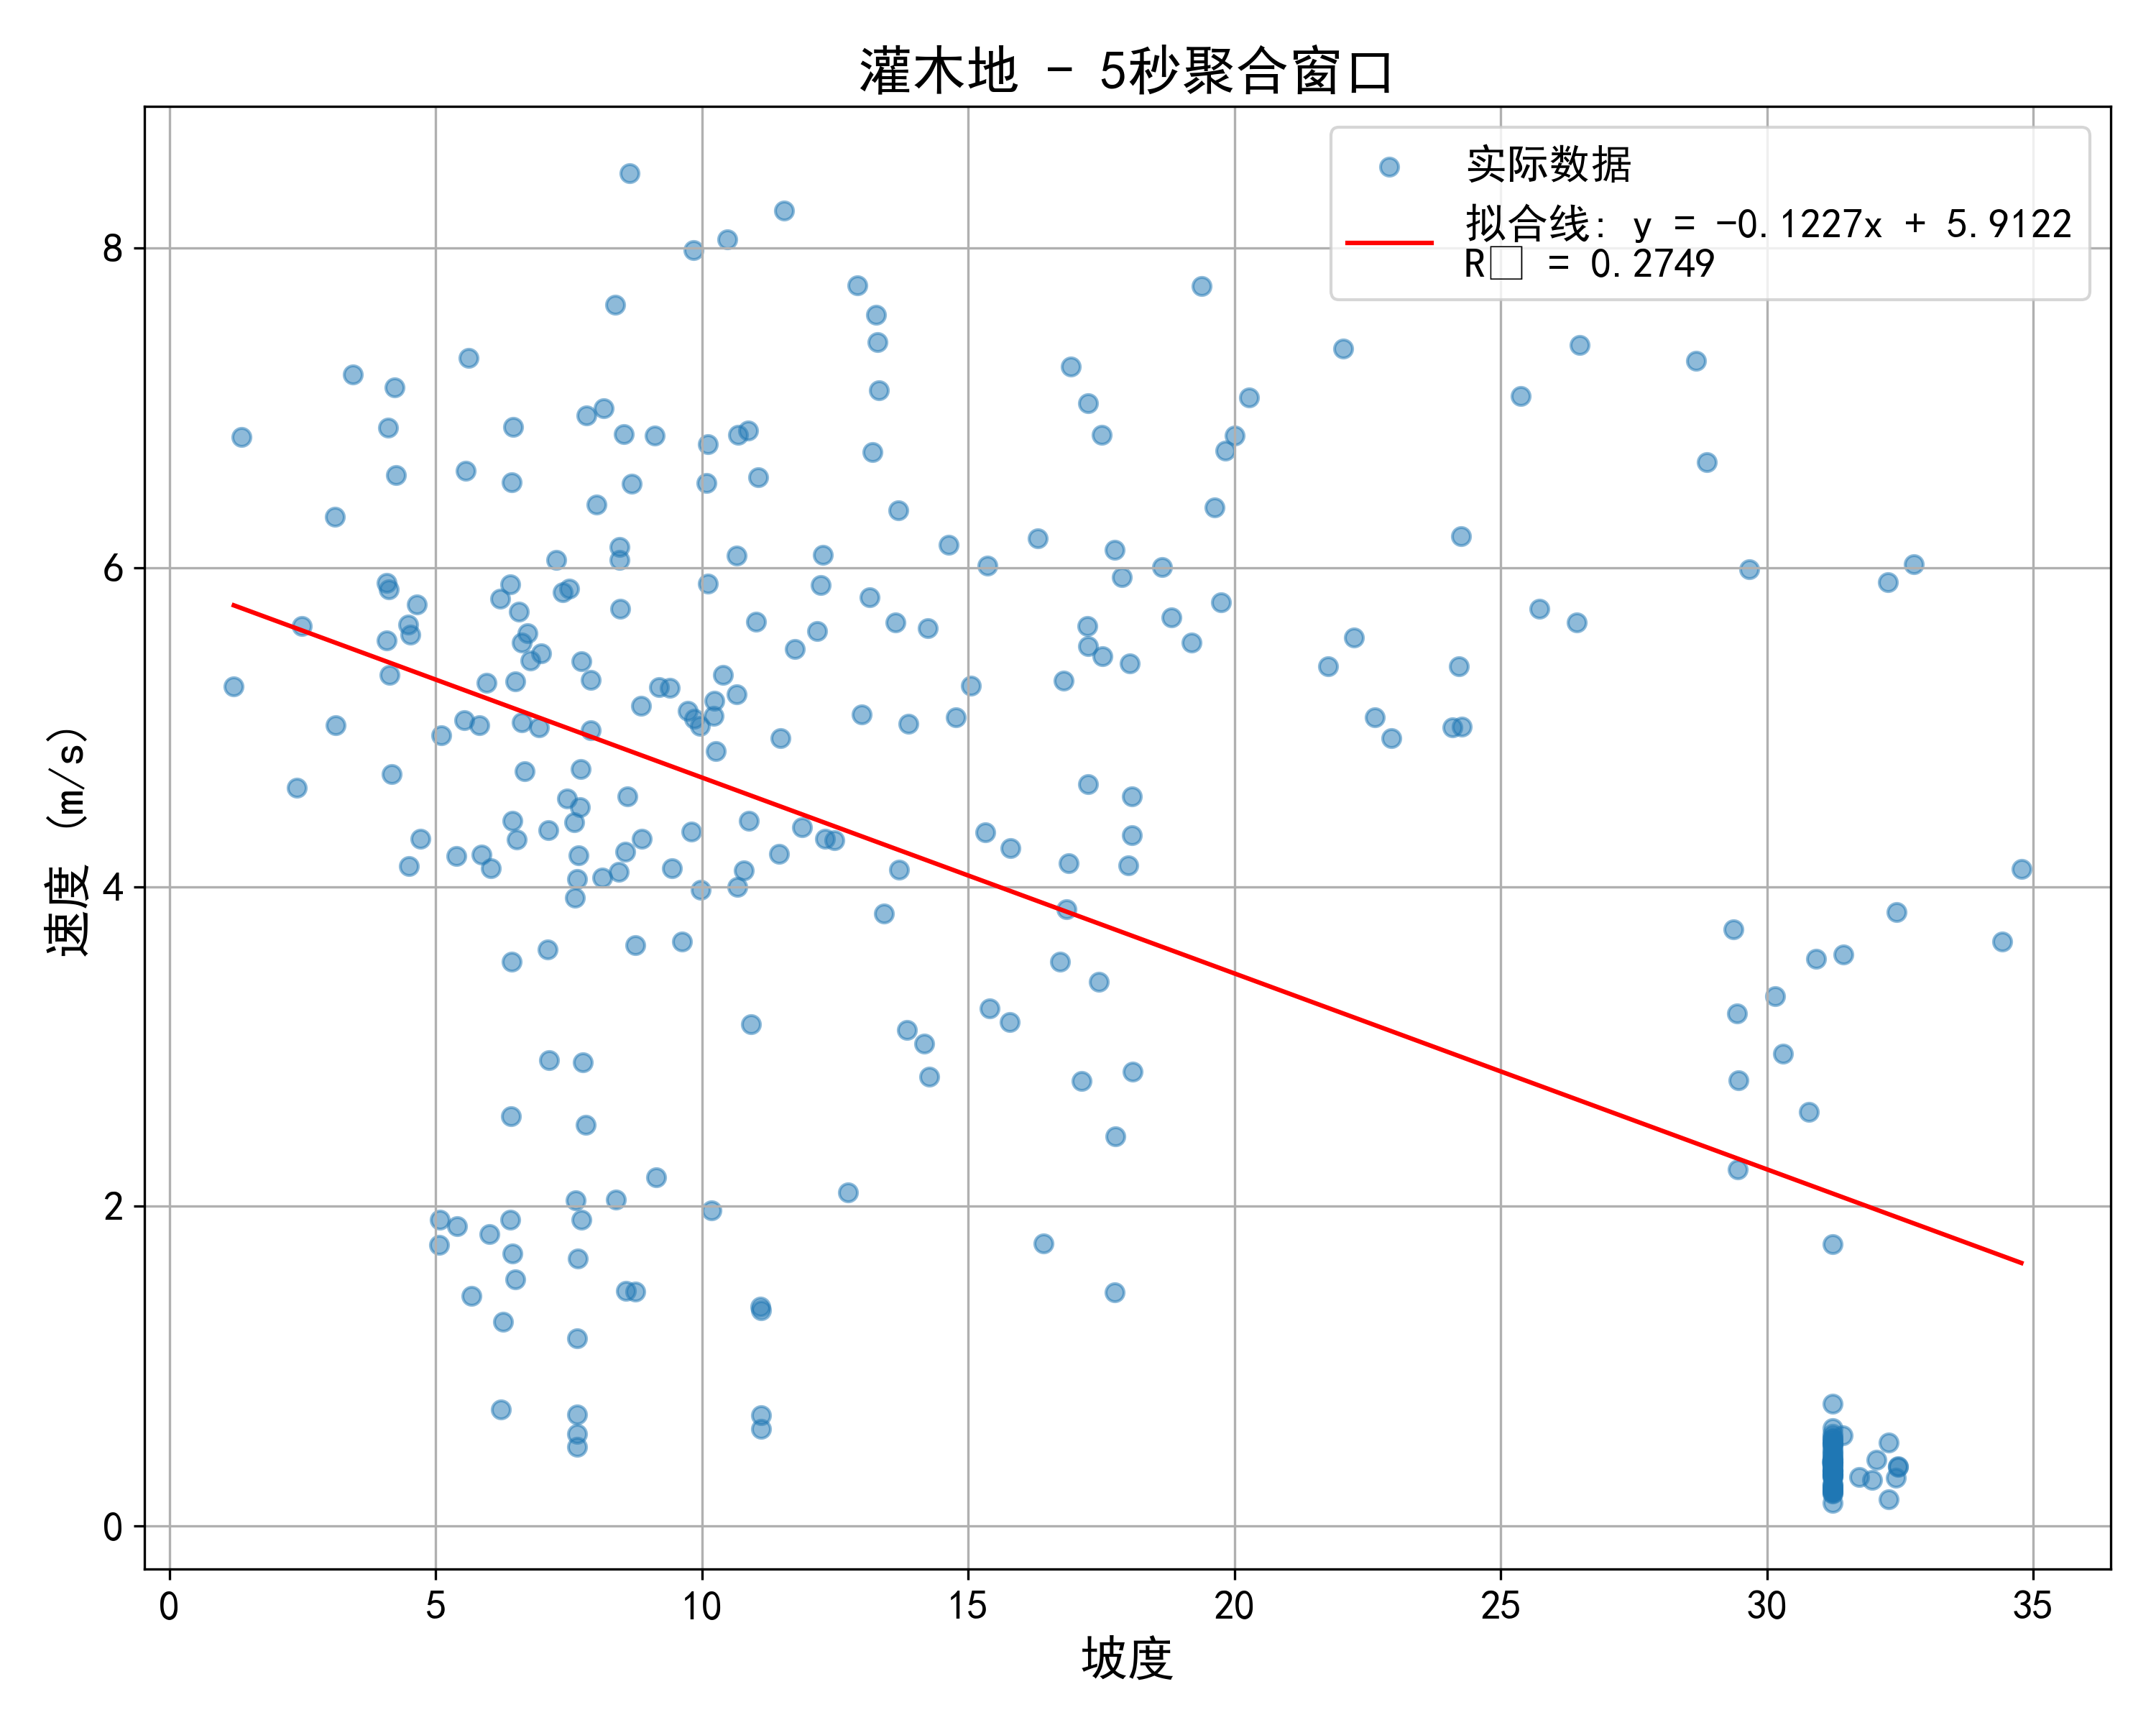 灌木地 - 5秒聚合窗口
实际数据
拟合线: y = -0.1227x + 5.9122
R□ = 0.2749
速度 (m/s)
8
6
4
2
0
0 5 10 15 20 25 30 35
坡度